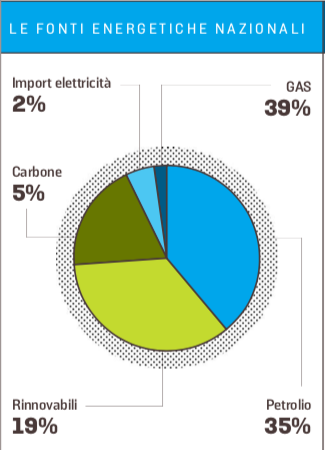 LE FONTI ENERGETICHE NAZIONALI
Import elettricità
2%
GAS
39%
Carbone
5%
Rinnovabili
19%
Petrolio
35%